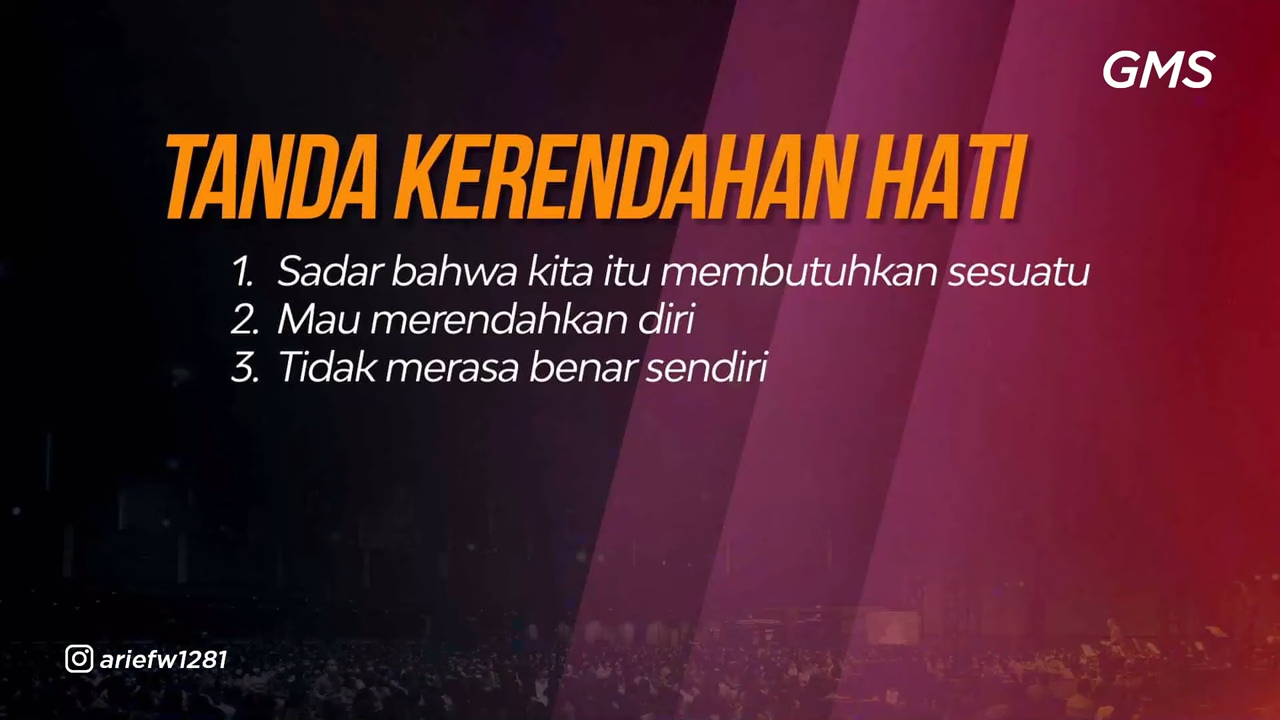 GMS
TANDA KERENDAHAN HATI
1. Sadar bahwa kita itu membutuhkan sesuatu
2. Mau merendahkan diri
3. Tidak merasa benar sendiri
ariefw1281